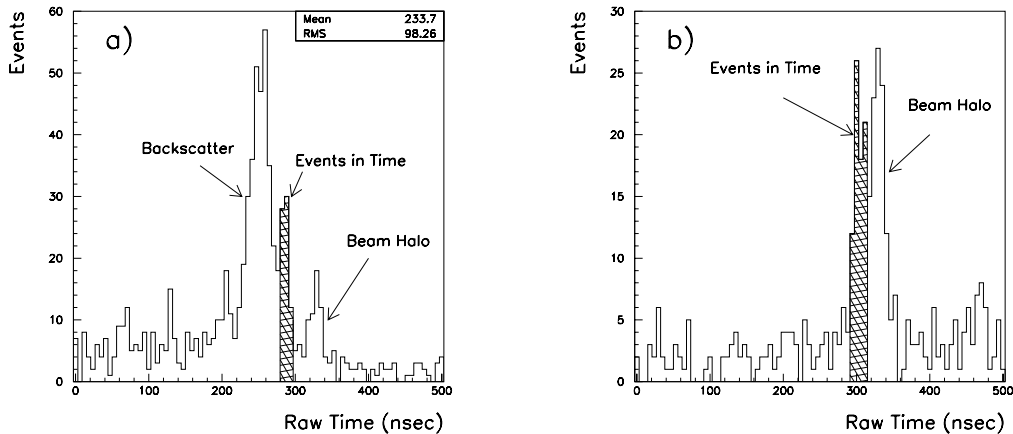 a)
Mean 233.7
RMS 98.26
Events
60
50
40
30
20
10
0
Backscatter
Events in Time
Beam Halo
0 100 200 300 400 500
Raw Time (nsec)
b)
Events
30
25
20
15
10
5
0
Events in Time
Beam Halo
0 100 200 300 400 500
Raw Time (nsec)